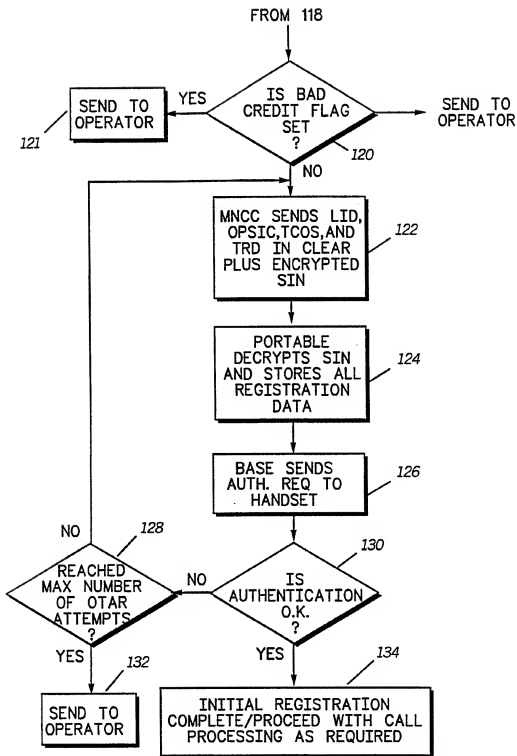 FROM 118
IS BAD
CREDIT FLAG
SET
?
120
YES
SEND TO
OPERATOR
121
SEND TO
OPERATOR
NO
MNCC SENDS LID,
OPSIC,TCOS,AND
TRD IN CLEAR
PLUS ENCRYPTED
SIN
122
PORTABLE
DECRYPTS SIN
AND STORES ALL
REGISTRATION
DATA
124
BASE SENDS
AUTH. REQ TO
HANDSET
126
IS
AUTHENTICATION
O.K.
?
130
NO
REACHED
MAX NUMBER
OF OTAR
ATTEMPTS
?
128
NO
YES
SEND TO
OPERATOR
132
YES
INITIAL REGISTRATION
COMPLETE/PROCEED WITH CALL
PROCESSING AS REQUIRED
134